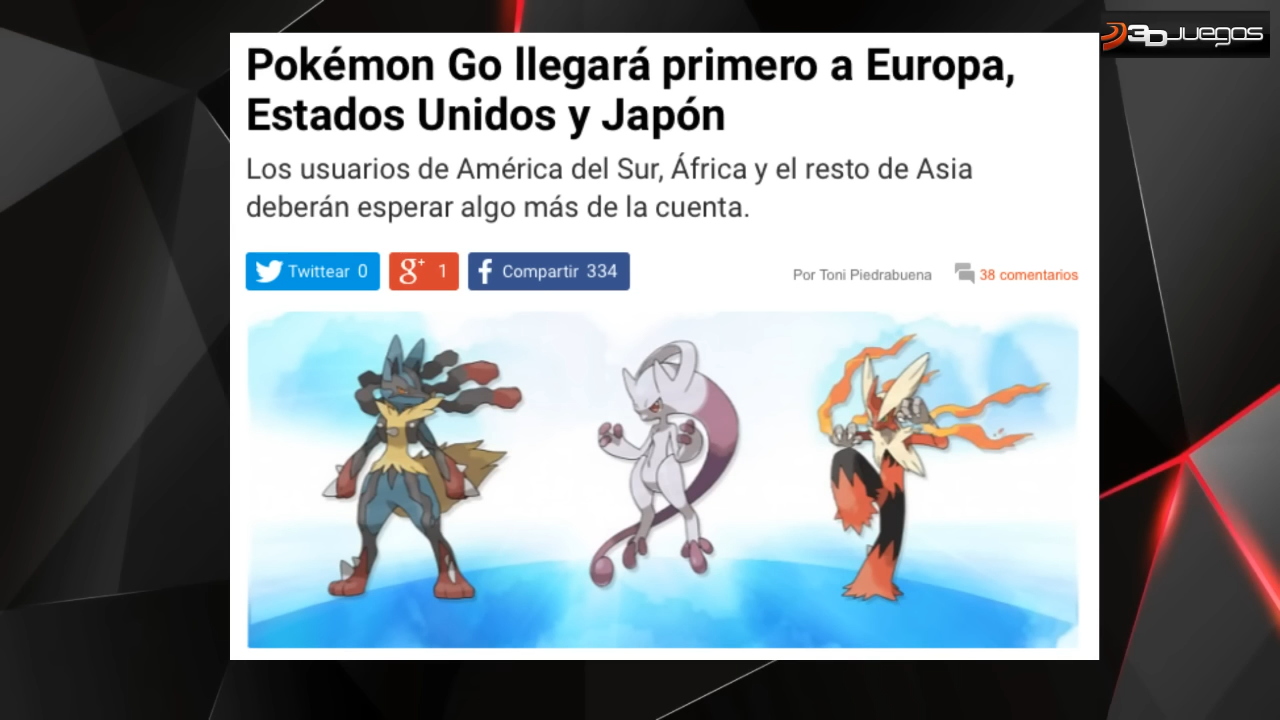 3DJUEGOS
Pokémon Go llegará primero a Europa,
Estados Unidos y Japón
Los usuarios de América del Sur, África y el resto de Asia
deberán esperar algo más de la cuenta.
Twittear 0
g+ 1
f Compartir 334
Por Toni Piedrabuena
38 comentarios